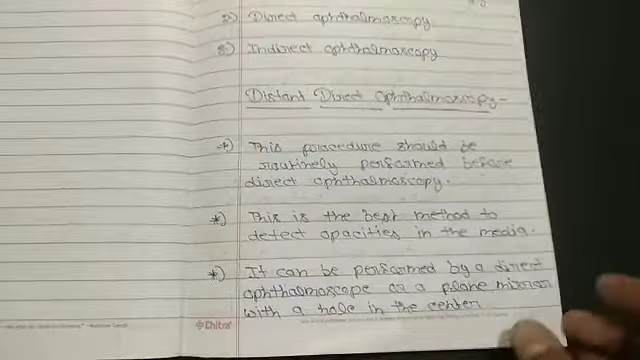 2.) Direct ophthalmoscopy
3.) Indirect ophthalmoscopy
Distant Direct Ophthalmoscopy-
*) This procedure should be
routinely performed before
direct ophthalmoscopy.
*) This is the best method to
detect opacities in the media.
*) It can be performed by a direct
ophthalmoscope or a plane mirror
with a hole in the center
Chitra